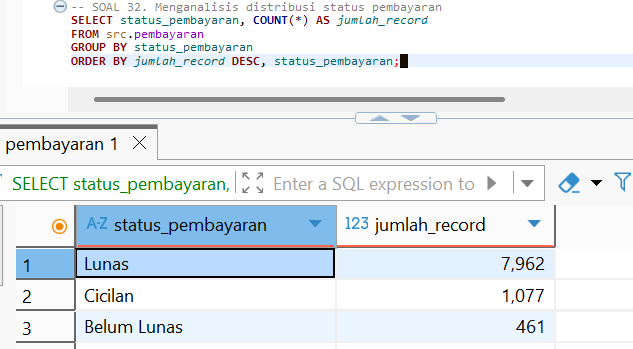 -- SOAL 32. Menganalisis distribusi status pembayaran
SELECT status_pembayaran, COUNT(*) AS jumlah_record
FROM src.pembayaran
GROUP BY status_pembayaran
ORDER BY jumlah_record DESC, status_pembayaran;
pembayaran 1
SELECT status_pembayaran, Enter a SQL expression to
A-Z status_pembayaran 123 jumlah_record
1 Lunas 7,962
2 Cicilan 1,077
3 Belum Lunas 461